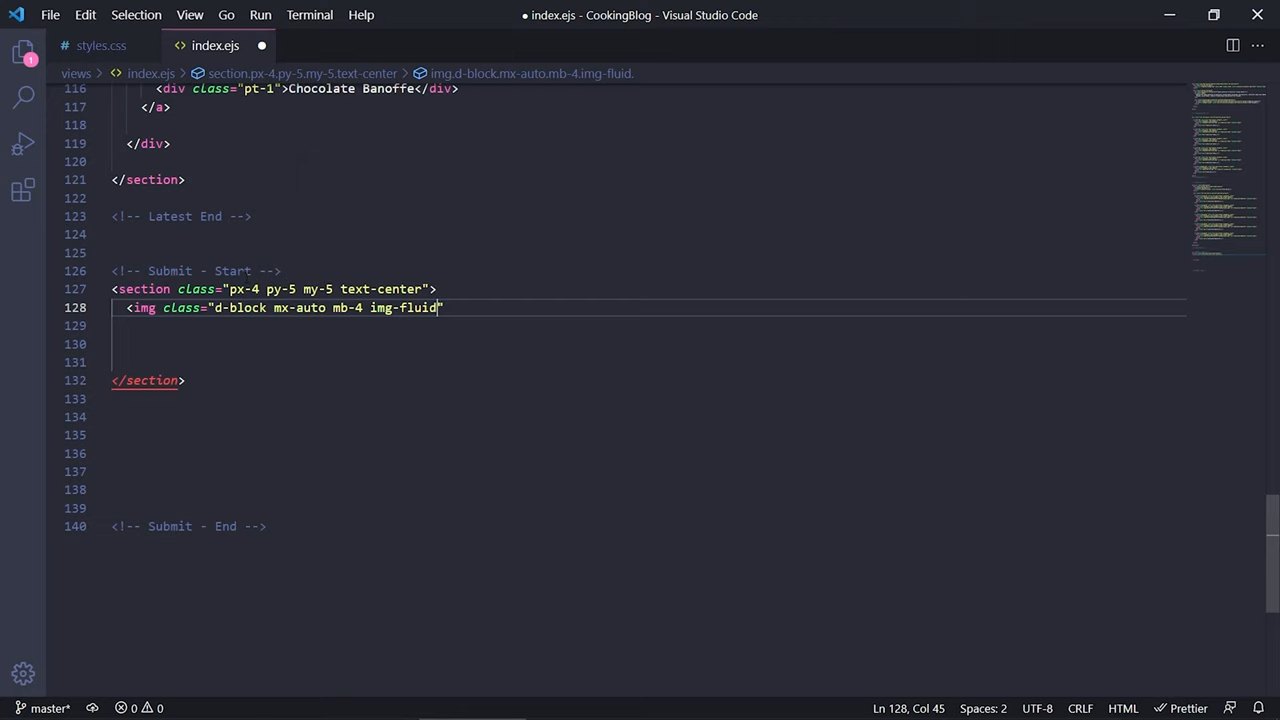 File Edit Selection View Go Run Terminal Help
● index.ejs - CookingBlog - Visual Studio Code
styles.css
index.ejs
views > index.ejs > section.px-4.py-5.my-5.text-center > img.d-block.mx-auto.mb-4.img-fluid.
116 <div class="pt-1">Chocolate Banoffe</div>
117 </a>
118
119 </div>
120
121 </section>
122
123 <!-- Latest End -->
124
125
126 <!-- Submit - Start -->
127 <section class="px-4 py-5 my-5 text-center">
128 <img class="d-block mx-auto mb-4 img-fluid"
129
130
131
132 </section>
133
134
135
136
137
138
139
140 <!-- Submit - End -->
1
master* 0 0 Ln 128, Col 45 Spaces: 2 UTF-8 CRLF HTML Prettier